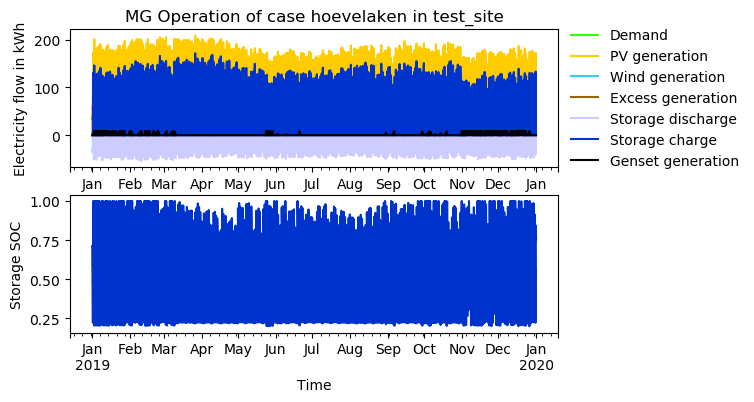 MG Operation of case hoevelaken in test_site
Electricity flow in kWh
200
100
0
Jan Feb Mar Apr May Jun Jul Aug Sep Oct Nov Dec Jan
Demand
PV generation
Wind generation
Excess generation
Storage discharge
Storage charge
Genset generation
Storage SOC
1.00
0.75
0.50
0.25
Jan Feb Mar Apr May Jun Jul Aug Sep Oct Nov Dec Jan
2019 2020
Time